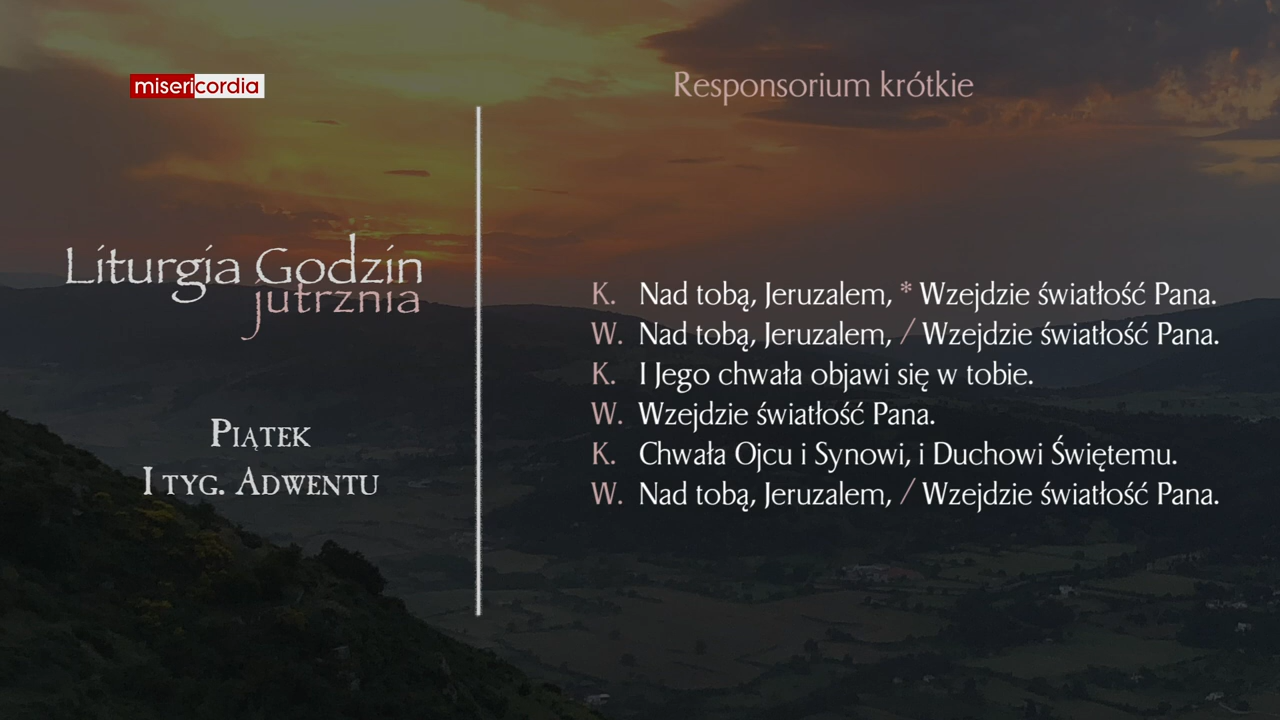 misericordia
Liturgia Godzin
jutrznia
Piątek
I tyg. Adwentu
Responsorium krótkie
K. Nad tobą, Jeruzalem, * Wzejdzie światłość Pana.
W. Nad tobą, Jeruzalem, / Wzejdzie światłość Pana.
K. I Jego chwała objawi się w tobie.
W. Wzejdzie światłość Pana.
K. Chwała Ojcu i Synowi, i Duchowi Świętemu.
W. Nad tobą, Jeruzalem, / Wzejdzie światłość Pana.